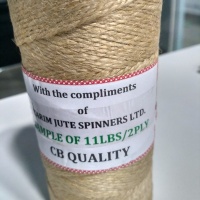 With the compliments
of
JUTE SPINNERS LTD.
OF 11LBS/2PLY
CB QUALITY